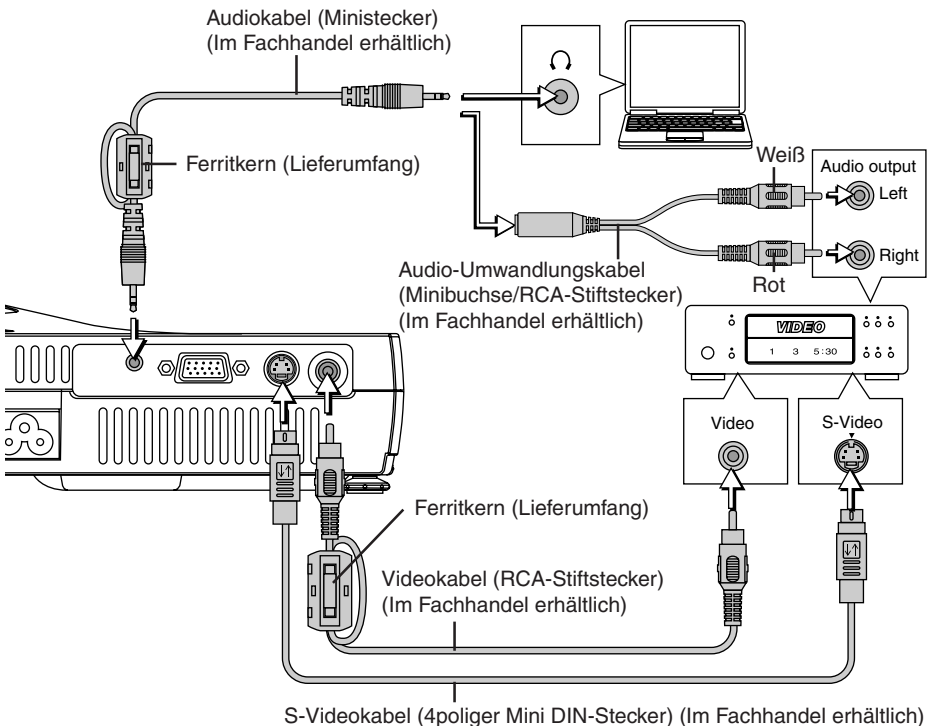 Audiokabel (Ministecker)
(Im Fachhandel erhältlich)
Ferritkern (Lieferumfang)
Weiß
Audio output
Left
Right
Rot
Audio-Umwandlungskabel
(Minibuchse/RCA-Stiftstecker)
(Im Fachhandel erhältlich)
VIDEO
1 3 5:30
Video
S-Video
Ferritkern (Lieferumfang)
Videokabel (RCA-Stiftstecker)
(Im Fachhandel erhältlich)
S-Videokabel (4poliger Mini DIN-Stecker) (Im Fachhandel erhältlich)